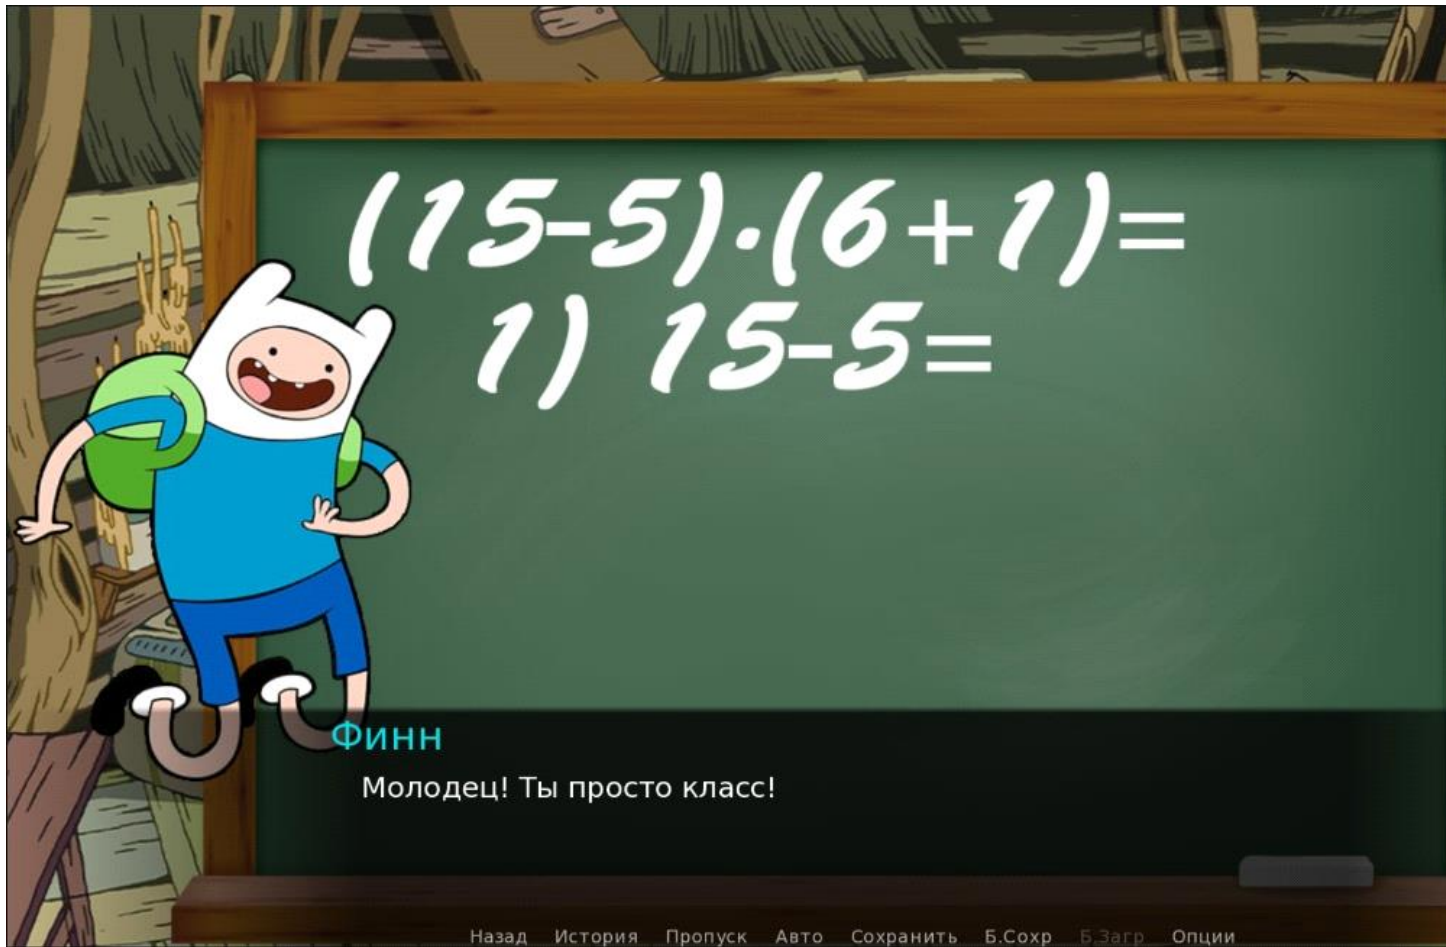 (15-5)·(6+1)=
1) 15-5=
Финн
Молодец! Ты просто класс!
Назад История Пропуск Авто Сохранить Б.Сохр Б.Загр Опции